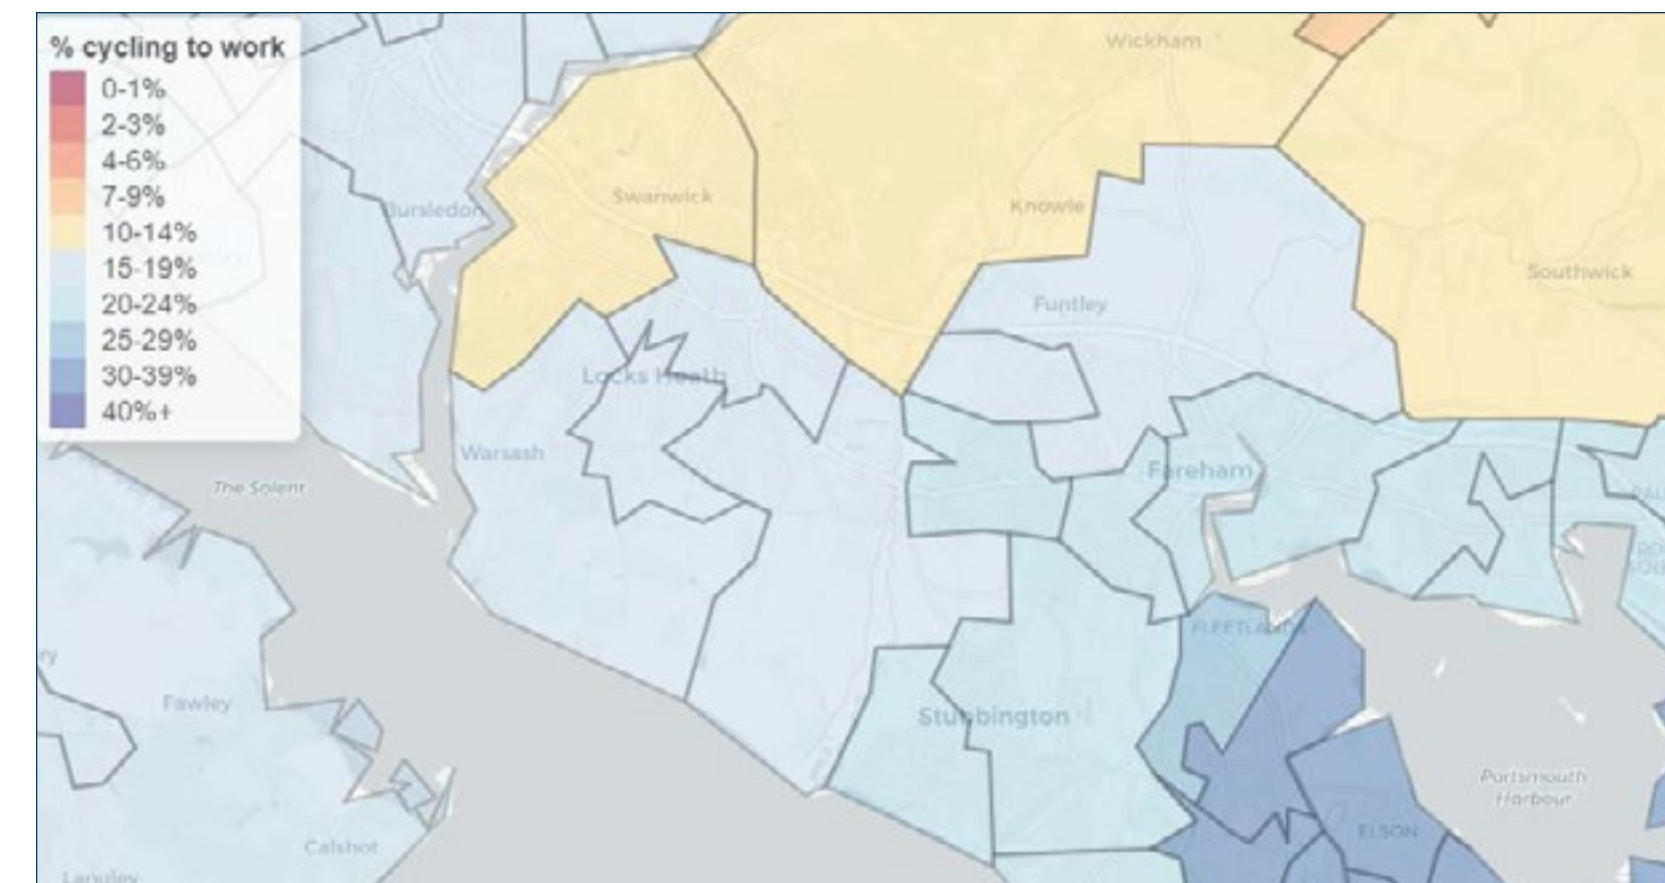 % cycling to work
0-1%
2-3%
4-6%
7-9%
10-14%
15-19%
20-24%
25-29%
30-39%
40%+
Wickham
Swanwick
Knowle
Bursledon
Southwick
Funtley
Locks Heath
Warsash
Fareham
The Solent
FLEETLANDS
Fawley
Stubbington
Portsmouth
Harbour
ELSON
Calshot
Langley